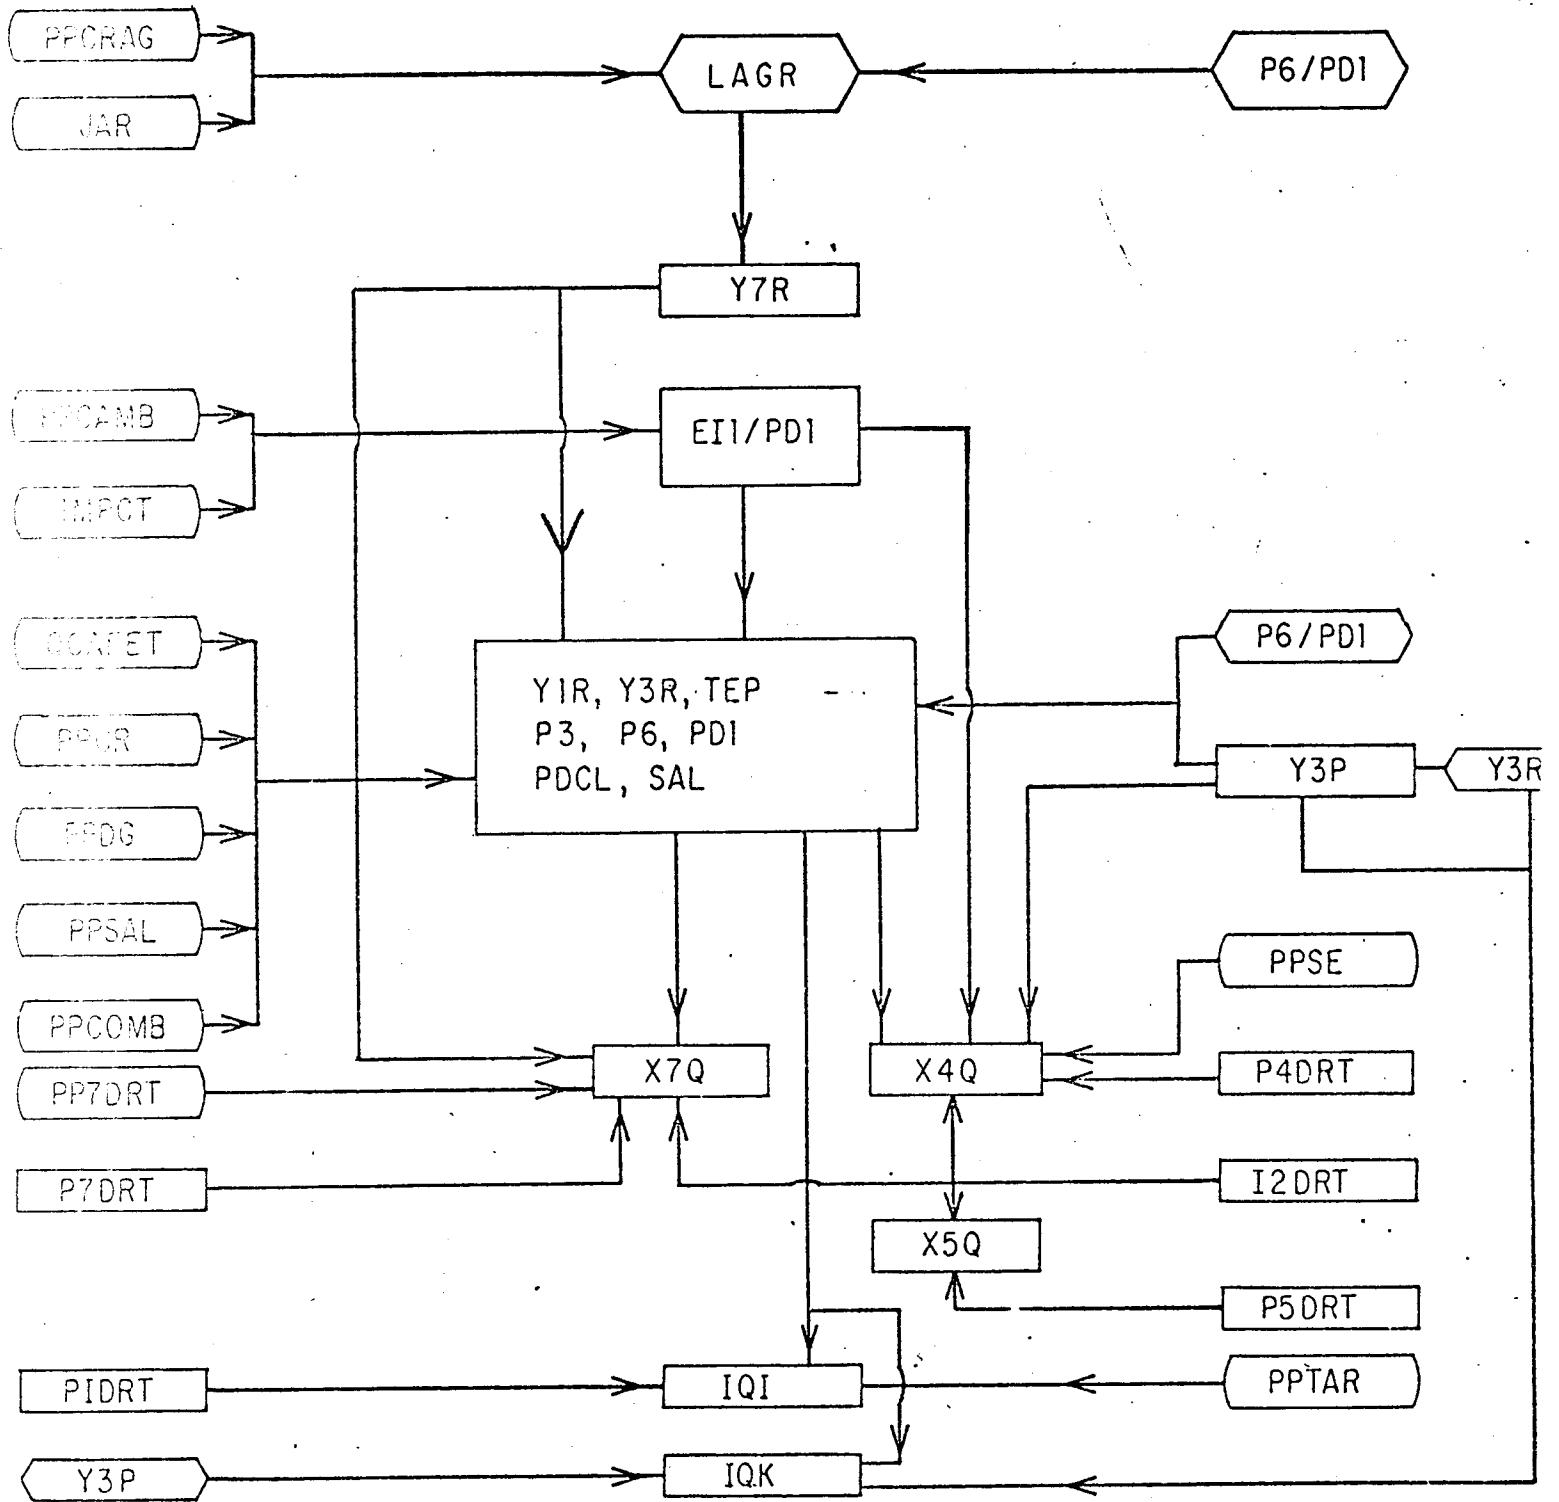 PPCRAG
LAGR
P6/PD1
JAR
Y7R
EI1/PD1
IMPCT
P6/PD1
Y1R, Y3R, TEP
P3, P6, PD1
PDCL, SAL
Y3P
Y3R
PPDG
PPSAL
PPSE
PPCOMB
X7Q
X4Q
P4DRT
PP7DRT
P7DRT
I2DRT
X5Q
P5DRT
PIDRT
IQI
PPTAR
Y3P
IQK